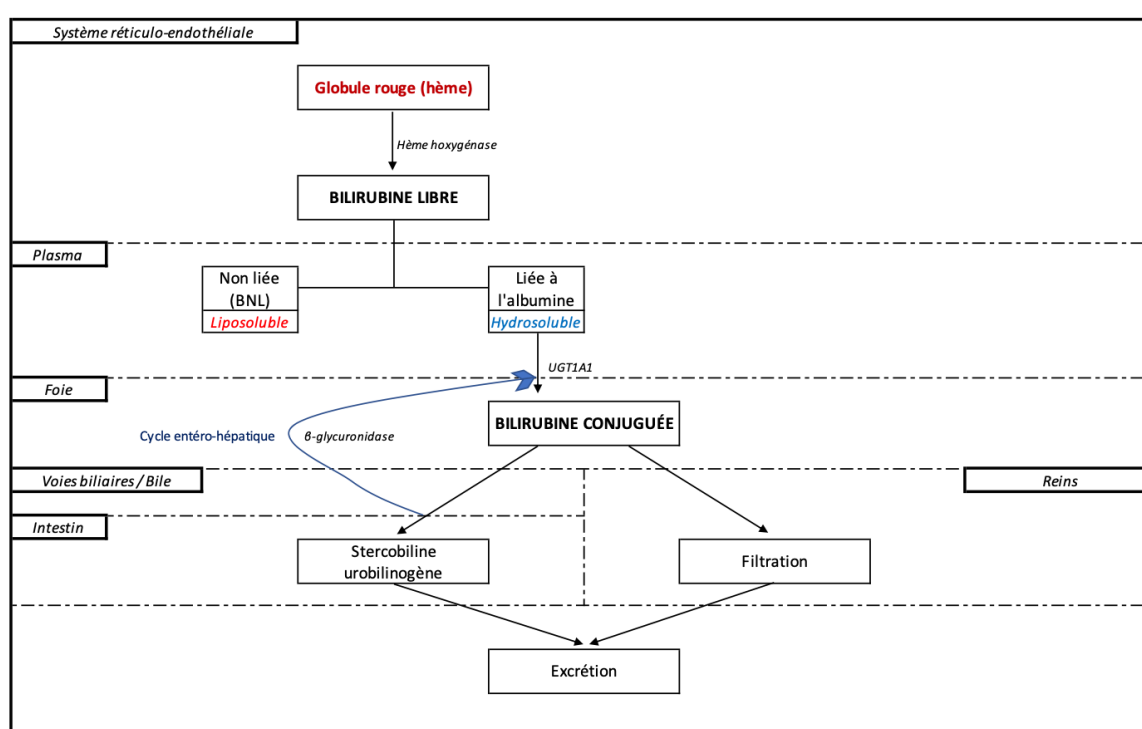 Système réticulo-endothéliale
Globule rouge (hème)
Hème hoxygénase
BILIRUBINE LIBRE
Plasma
Non liée
(BNL)
Liposoluble
Liée à
l'albumine
Hydrosoluble
UGT1A1
Foie
BILIRUBINE CONJUGUÉE
Cycle entéro-hépatique
β-glycuronidase
Voies biliaires / Bile
Reins
Intestin
Stercobiline
urobilinogène
Filtration
Excrétion